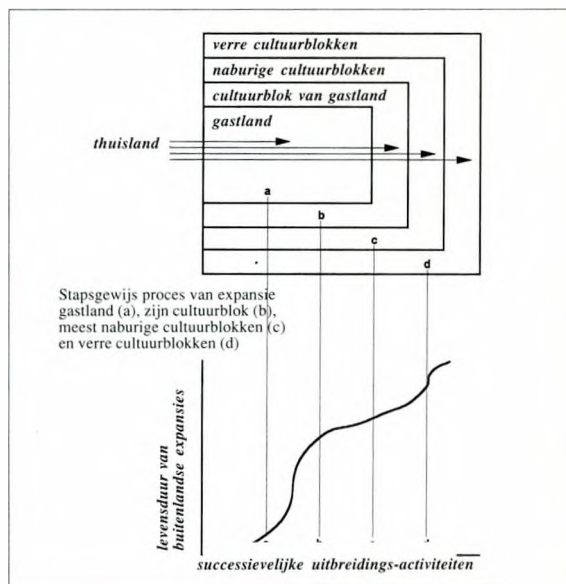 verre cultuurblokken
naburige cultuurblokken
cultuurblok van gastland
gastland
thuisland
a
b
c
d
Stapsgewijs proces van expansie
gastland (a), zijn cultuurblok (b),
meest naburige cultuurblokken (c)
en verre cultuurblokken (d)
levensduur van
buitenlandse expansies
successievelijke uitbreidings-activiteiten